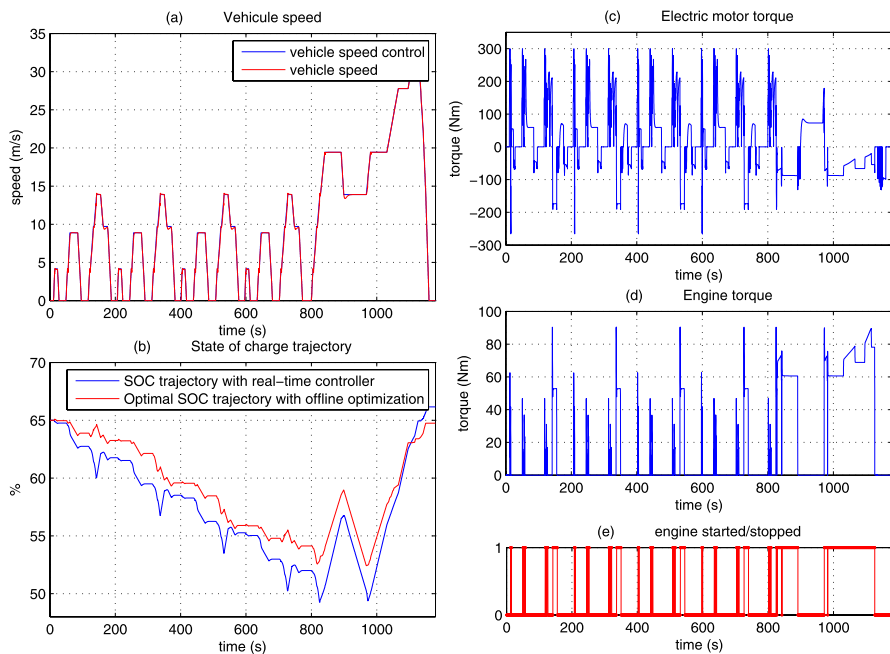 (a) Vehicule speed
35
30
25
20
15
10
5
0
speed (m/s)
vehicle speed control
vehicle speed
0 200 400 600 800 1000
time (s)
(b) State of charge trajectory
70
65
60
55
50
%
SOC trajectory with real-time controller
Optimal SOC trajectory with offline optimization
0 200 400 600 800 1000
time (s)
(c) Electric motor torque
300
200
100
0
−100
−200
−300
torque (Nm)
0 200 400 600 800 1000
time (s)
(d) Engine torque
100
80
60
40
20
0
torque (Nm)
0 200 400 600 800 1000
time (s)
(e) engine started/stopped
1
0
0 200 400 600 800 1000
time (s)